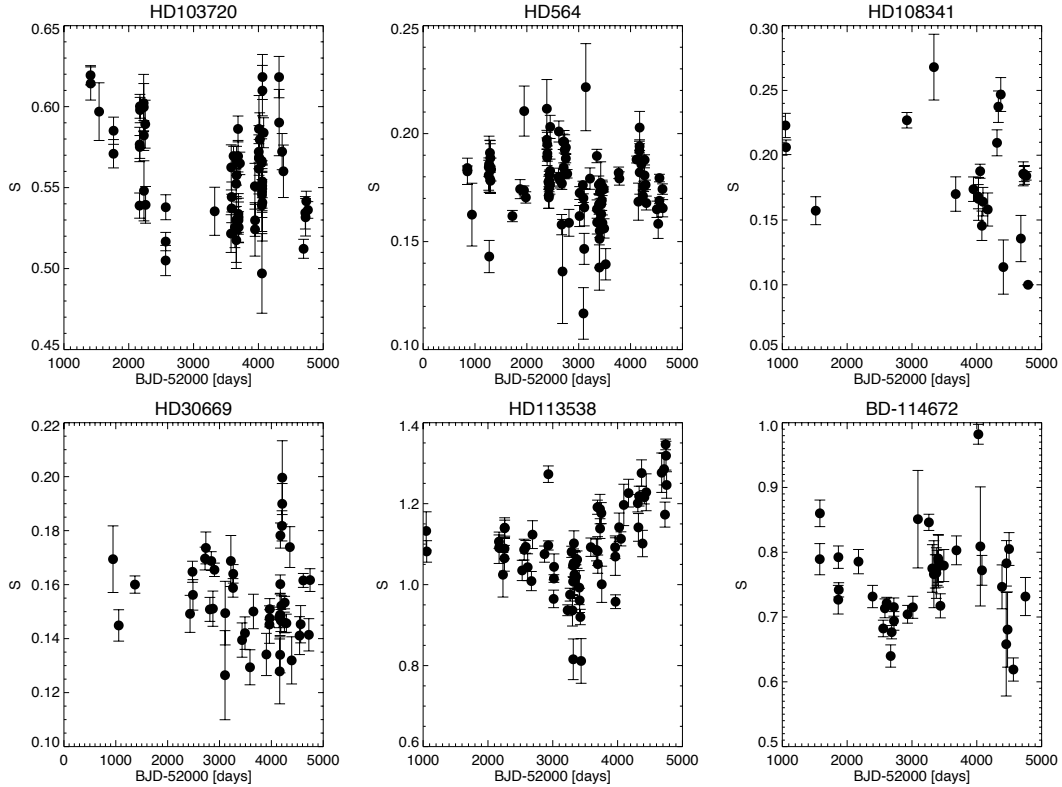 HD103720
0.65
0.60
0.55
0.50
0.45
S
1000 2000 3000 4000 5000
BJD-52000 [days]
HD564
0.25
0.20
0.15
0.10
S
0 1000 2000 3000 4000 5000
BJD-52000 [days]
HD108341
0.30
0.25
0.20
0.15
0.10
0.05
S
1000 2000 3000 4000 5000
BJD-52000 [days]
HD30669
0.22
0.20
0.18
0.16
0.14
0.12
0.10
S
0 1000 2000 3000 4000 5000
BJD-52000 [days]
HD113538
1.4
1.2
1.0
0.8
0.6
S
1000 2000 3000 4000 5000
BJD-52000 [days]
BD-114672
1.0
0.9
0.8
0.7
0.6
0.5
S
1000 2000 3000 4000 5000
BJD-52000 [days]